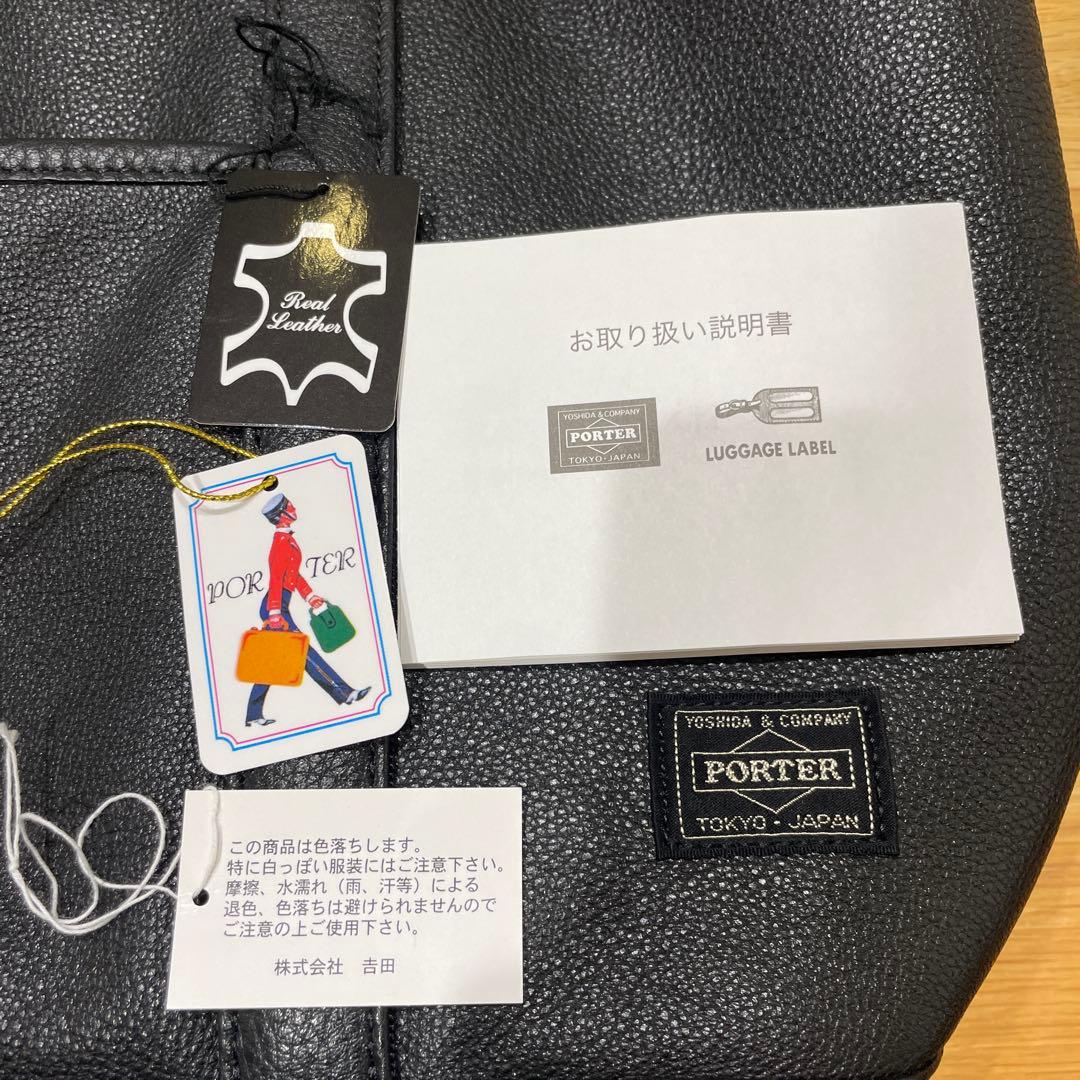 Real
Leather
お取り扱い説明書
YOSHIDA & COMPANY
PORTER
TOKYO・JAPAN
LUGGAGE LABEL
POR TER
YOSHIDA & COMPANY
PORTER
TOKYO・JAPAN
この商品は色落ちします。
特に白っぽい服装にはご注意下さい。
摩擦、水濡れ（雨、汗等）による
退色、色落ちは避けられませんので
ご注意の上ご使用下さい。
株式会社 𠮷田